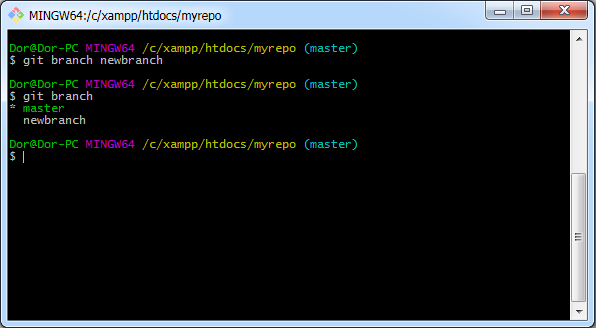 MINGW64:/c/xampp/htdocs/myrepo
Dor@Dor-PC MINGW64 /c/xampp/htdocs/myrepo (master)
$ git branch newbranch
Dor@Dor-PC MINGW64 /c/xampp/htdocs/myrepo (master)
$ git branch
* master
newbranch
Dor@Dor-PC MINGW64 /c/xampp/htdocs/myrepo (master)
$